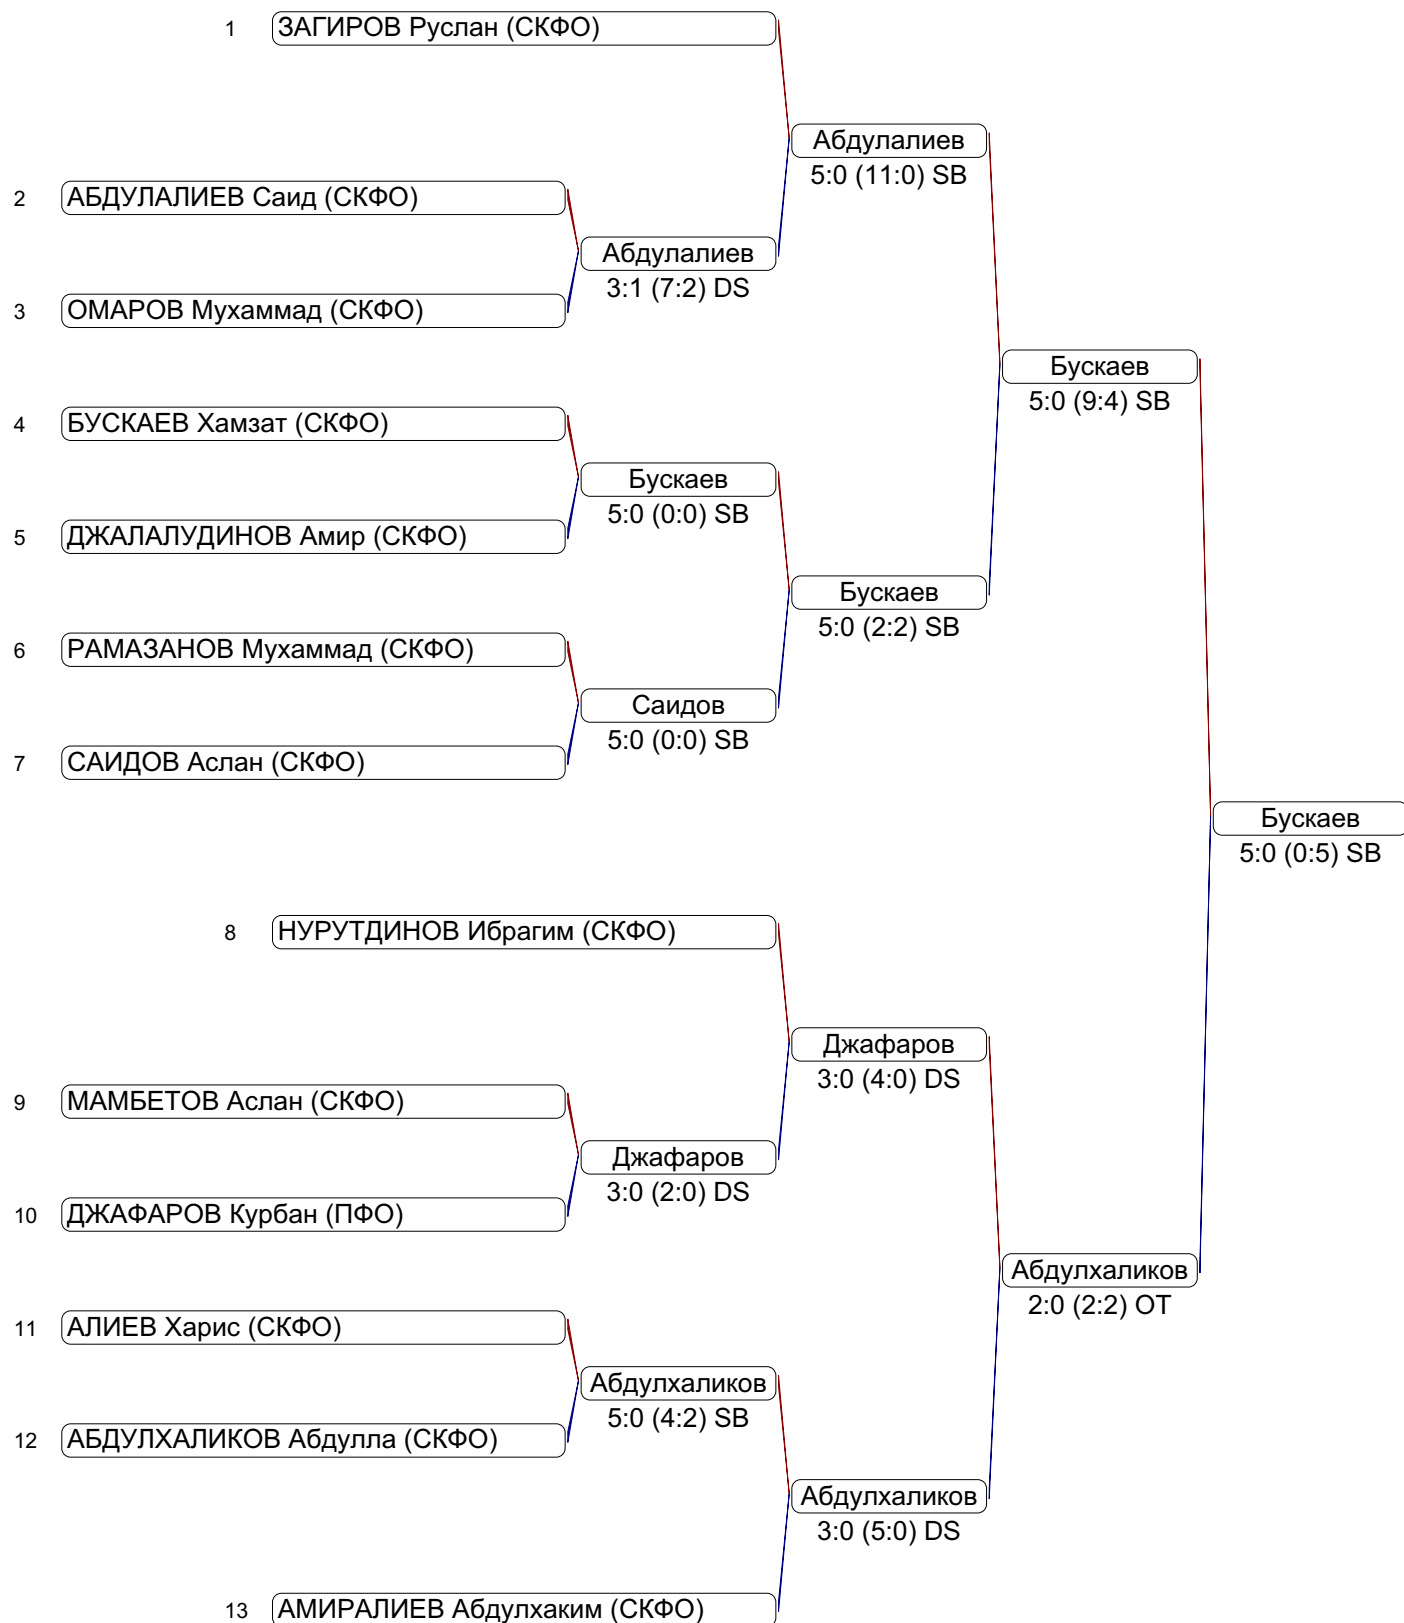 1 ЗАГИРОВ Руслан (СКФО)
Абдулалиев
5:0 (11:0) SB
2 АБДУЛАЛИЕВ Саид (СКФО)
Абдулалиев
3:1 (7:2) DS
3 ОМАРОВ Мухаммад (СКФО)
Бускаев
5:0 (9:4) SB
4 БУСКАЕВ Хамзат (СКФО)
Бускаев
5:0 (0:0) SB
5 ДЖАЛАЛУДИНОВ Амир (СКФО)
Бускаев
5:0 (2:2) SB
6 РАМАЗАНОВ Мухаммад (СКФО)
Саидов
5:0 (0:0) SB
7 САИДОВ Аслан (СКФО)
Бускаев
5:0 (0:5) SB
8 НУРУТДИНОВ Ибрагим (СКФО)
Джафаров
3:0 (4:0) DS
9 МАМБЕТОВ Аслан (СКФО)
Джафаров
3:0 (2:0) DS
10 ДЖАФАРОВ Курбан (ПФО)
Абдулхаликов
2:0 (2:2) OT
11 АЛИЕВ Харис (СКФО)
Абдулхаликов
5:0 (4:2) SB
12 АБДУЛХАЛИКОВ Абдулла (СКФО)
Абдулхаликов
3:0 (5:0) DS
13 АМИРАЛИЕВ Абдулхаким (СКФО)